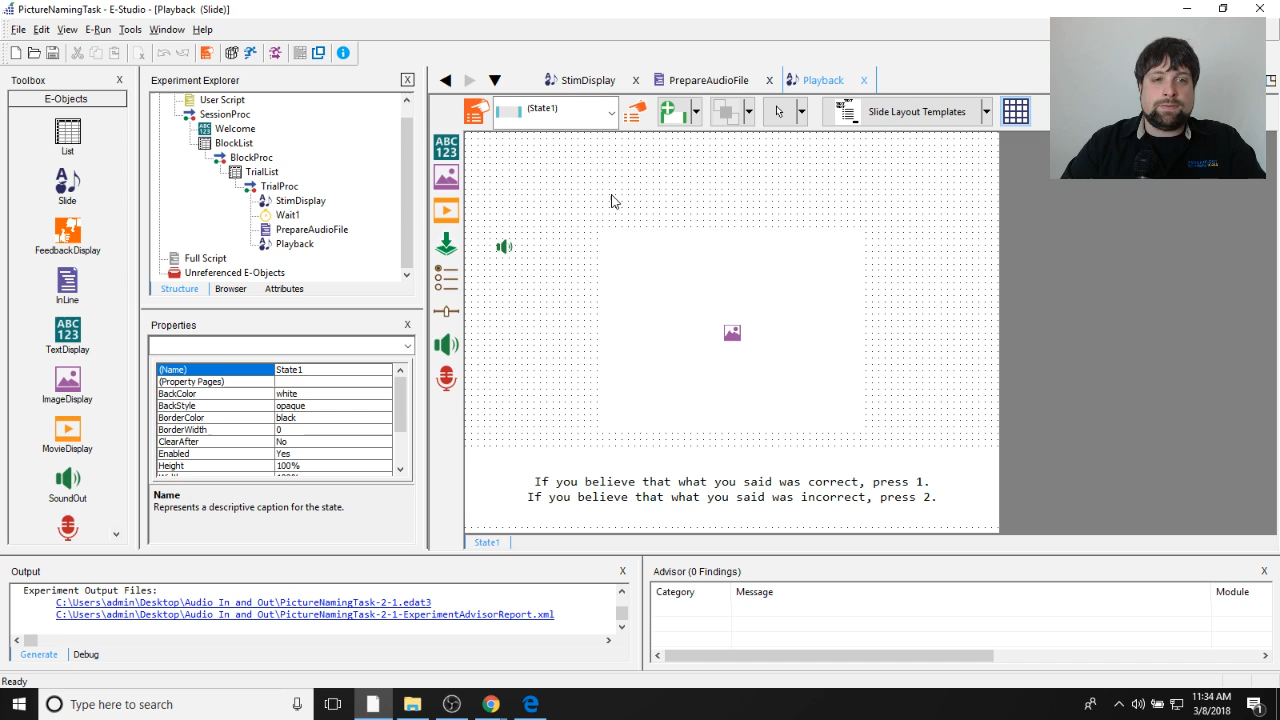 PictureNamingTask - E-Studio - [Playback (Slide)]
File Edit View E-Run Tools Window Help
Toolbox
E-Objects
List
Slide
FeedbackDisplay
InLine
ABC
123
TextDisplay
ImageDisplay
MovieDisplay
SoundOut
Experiment Explorer
User Script
SessionProc
Welcome
BlockList
BlockProc
TrialList
TrialProc
StimDisplay
Wait1
PrepareAudioFile
Playback
Full Script
Unreferenced E-Objects
Structure Browser Attributes
Properties
(Name) State1
(Property Pages)
BackColor white
BackStyle opaque
BorderColor black
BorderWidth 0
ClearAfter No
Enabled Yes
Height 100%
Name
Represents a descriptive caption for the state.
StimDisplay PrepareAudioFile Playback
(State1) Slide Layout Templates
ABC
123
If you believe that what you said was correct, press 1.
If you believe that what you said was incorrect, press 2.
State1
Output
Experiment Output Files:
C:\Users\admin\Desktop\Audio In and Out\PictureNamingTask-2-1.edat3
C:\Users\admin\Desktop\Audio In and Out\PictureNamingTask-2-1-ExperimentAdvisorReport.xml
Generate Debug
Advisor (0 Findings)
Category Message Module
Ready
Type here to search
11:34 AM
3/8/2018